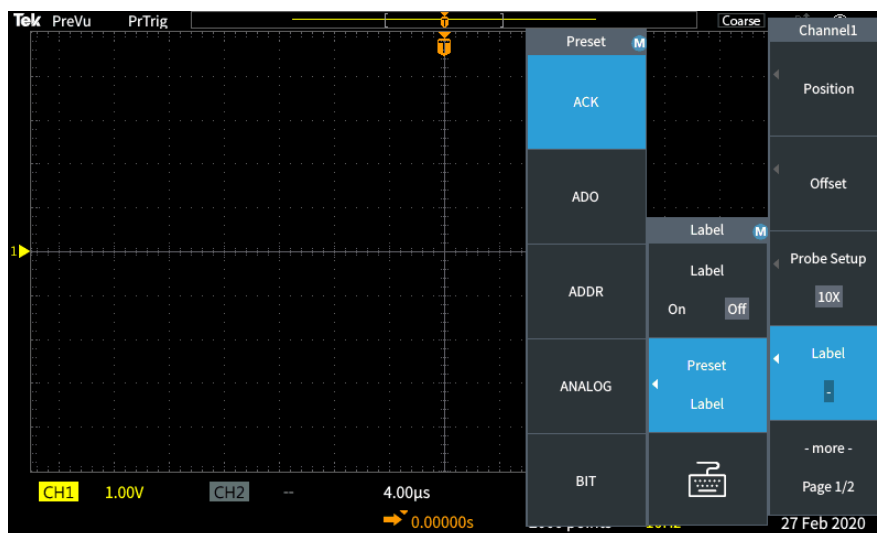 Tek PreVu PrTrig
T
Coarse
T
Preset M
ACK
ADO
ADDR
ANALOG
BIT
Label M
Label
On Off
Preset
Label
Channel1
Position
Offset
Probe Setup
10X
Label
-
- more -
Page 1/2
1
CH1 1.00V CH2 -- 4.00µs
0.00000s
27 Feb 2020